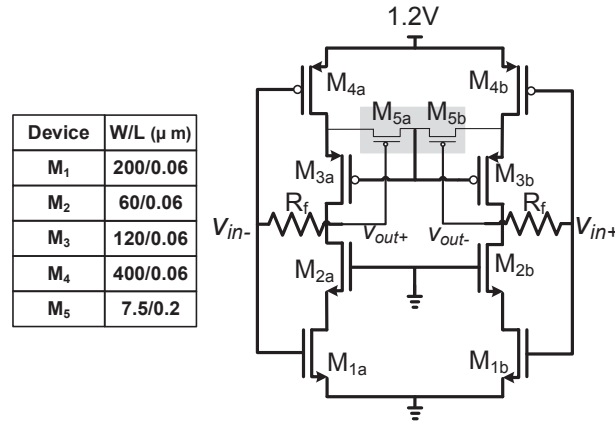 1.2V
M4a
M4b
M5a
M5b
M3a
M3b
Rf
Rf
Vin-
Vout+
Vout-
Vin+
M2a
M2b
M1a
M1b
Device W/L (μ m)
M1 200/0.06
M2 60/0.06
M3 120/0.06
M4 400/0.06
M5 7.5/0.2